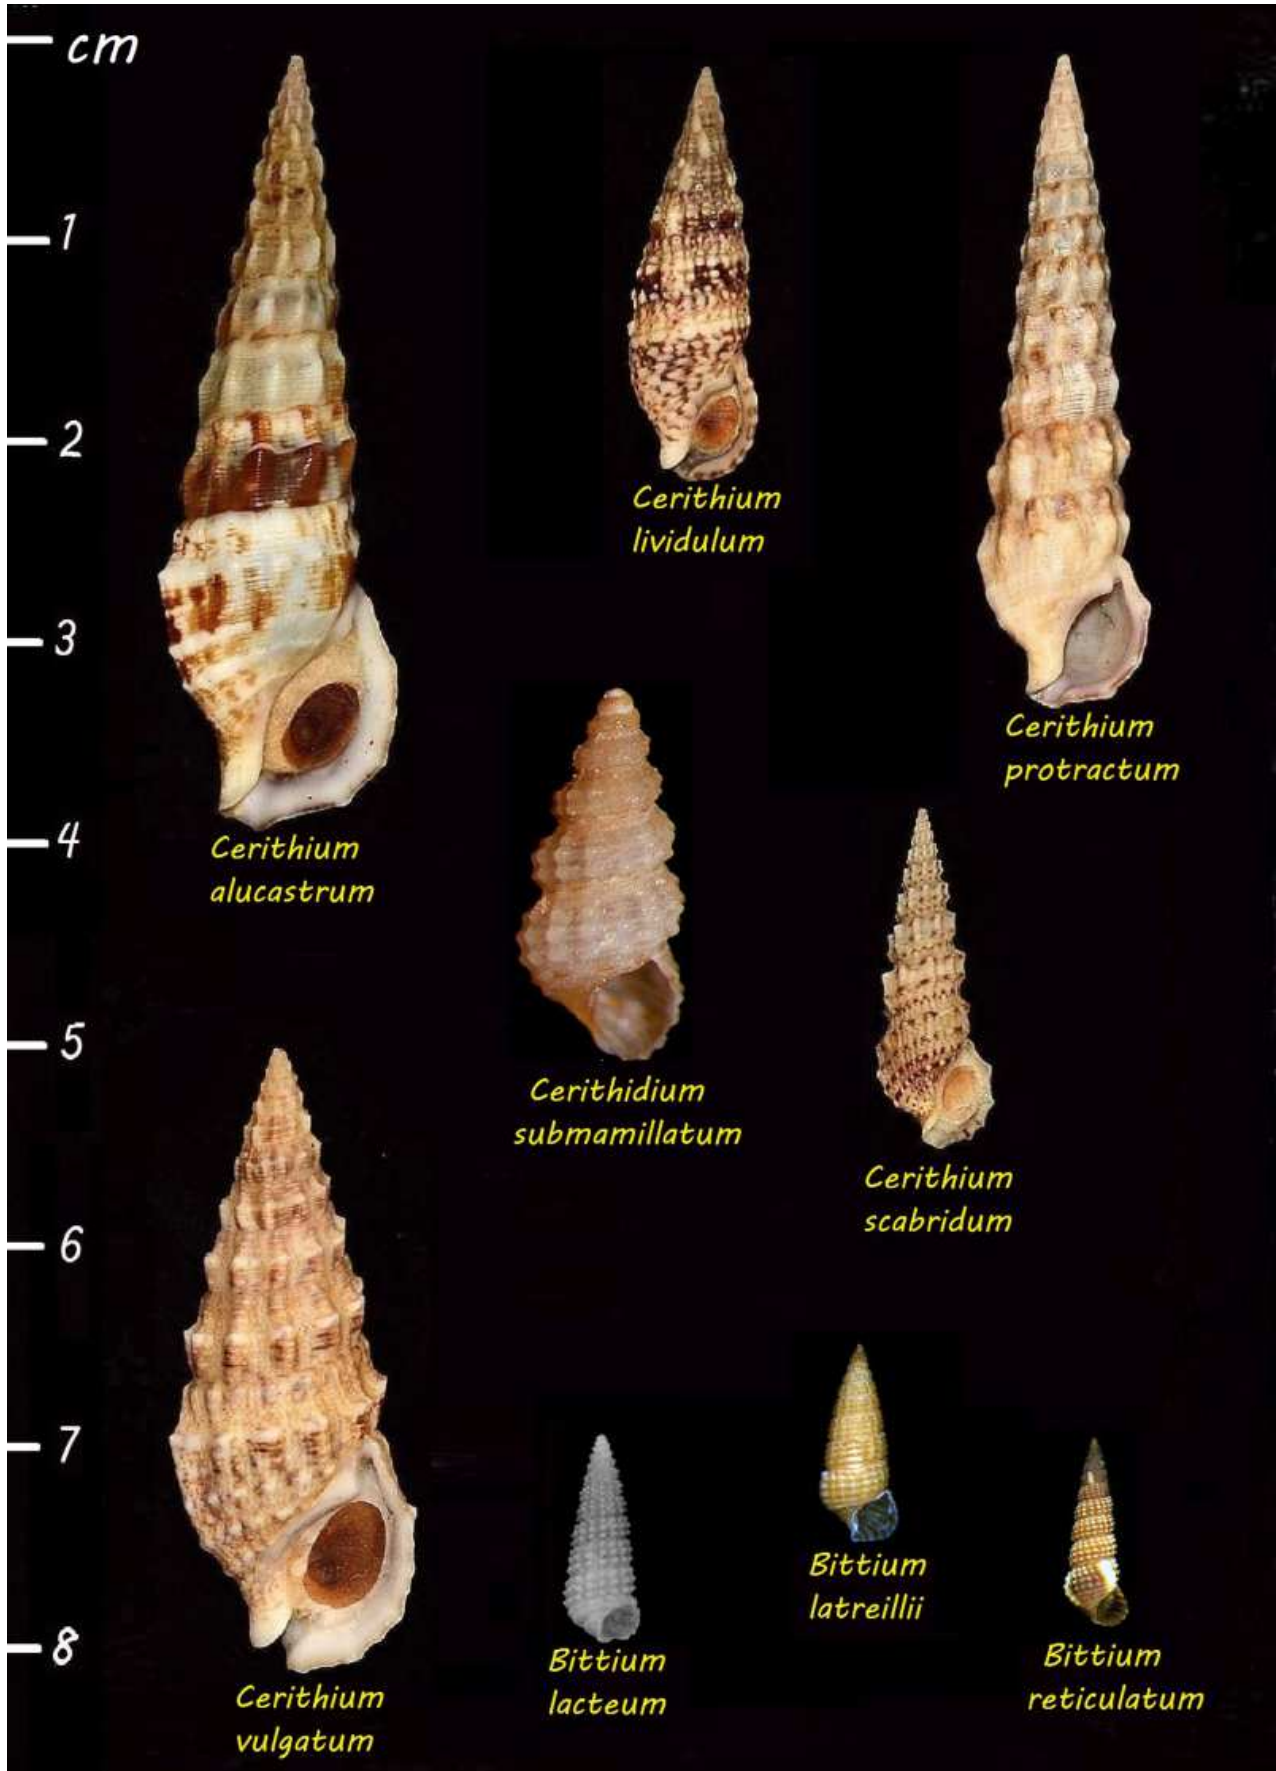 cm
1
2
3
4
5
6
7
8
Cerithium
lividulum
Cerithium
protractum
Cerithium
alucastrum
Cerithidium
submamillatum
Cerithium
scabridum
Bittium
latreillii
Bittium
lacteum
Bittium
reticulatum
Cerithium
vulgatum